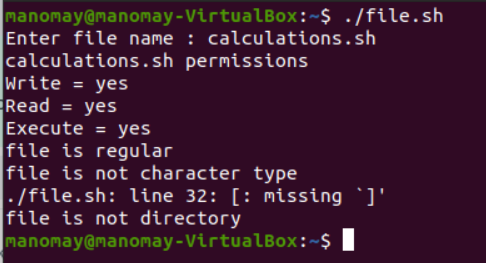 manomay@manomay-VirtualBox:~$ ./file.sh
Enter file name : calculations.sh
calculations.sh permissions
Write = yes
Read = yes
Execute = yes
file is regular
file is not character type
./file.sh: line 32: [: missing `]'
file is not directory
manomay@manomay-VirtualBox:~$